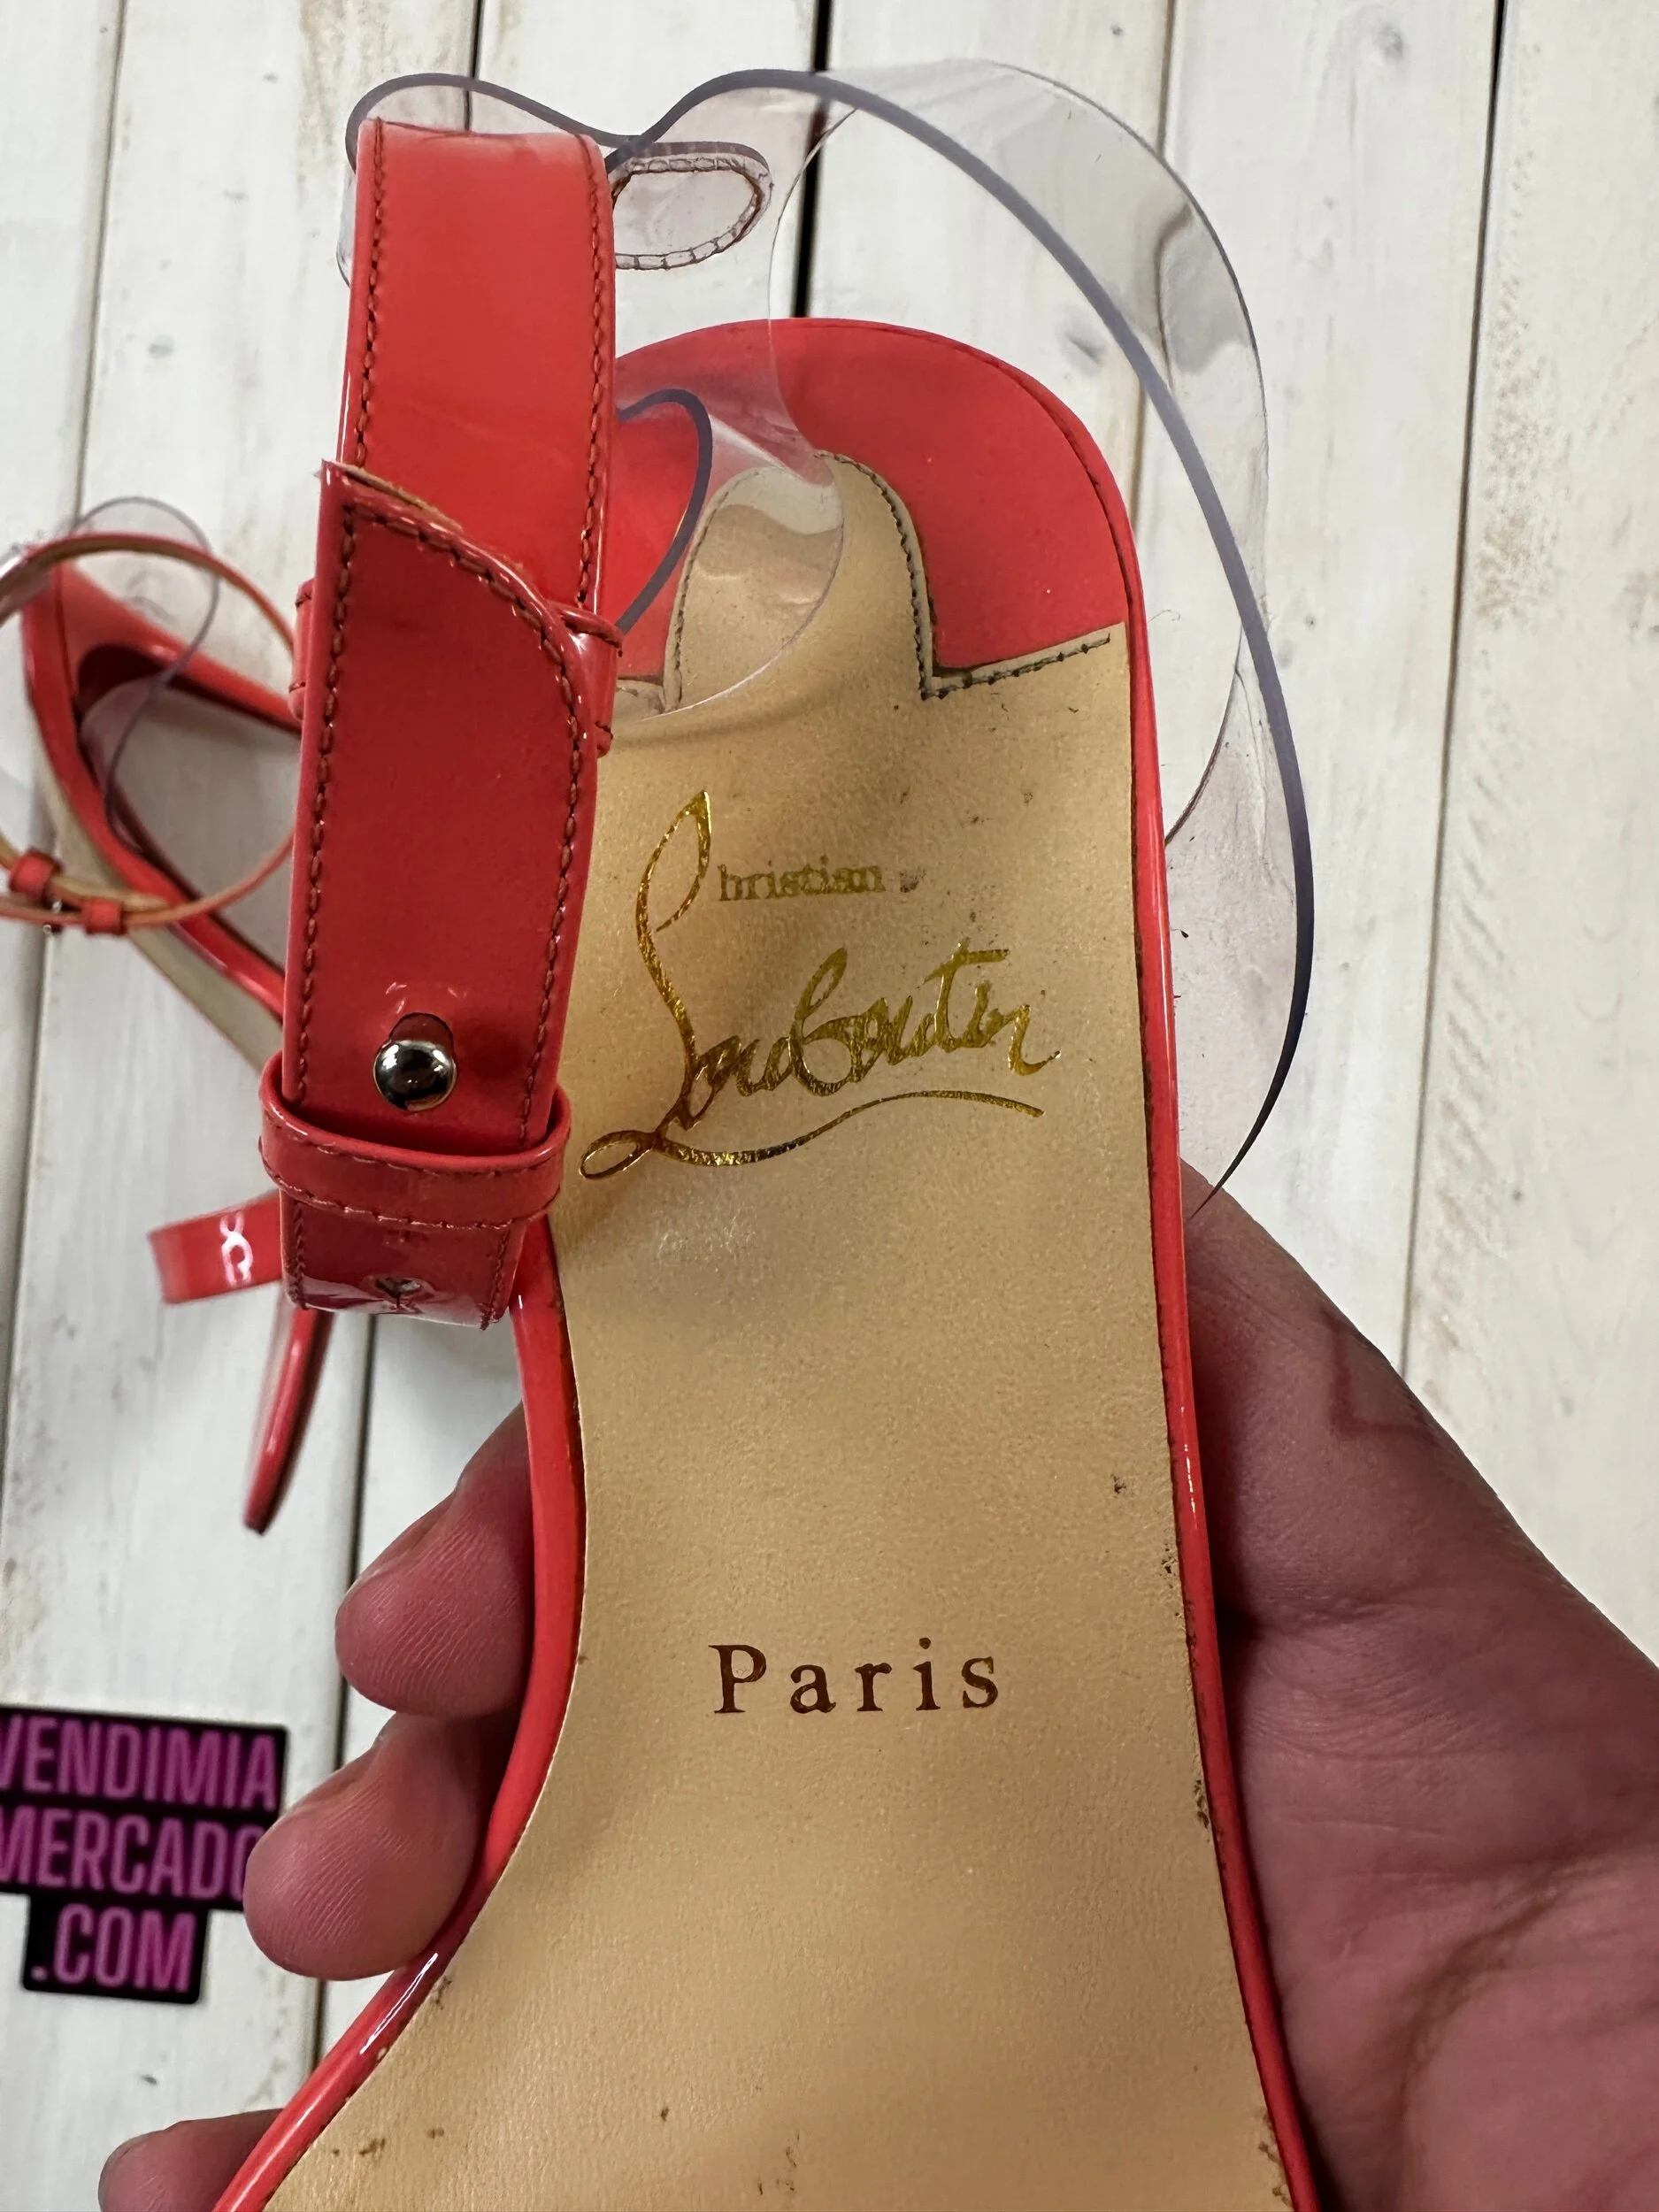 Christian
Louboutin
Paris
VENDIMIA
MERCADO
.COM